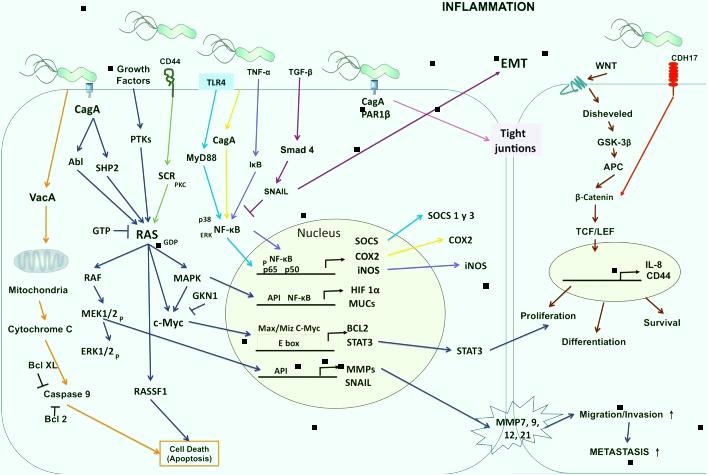 INFLAMMATION
CD44
CDH17
Growth
Factors
TLR4
TNF-α
TGF-β
EMT
WNT
CagA
CagA
PAR1β
Disheveled
PTKs
CagA
Tight
juntions
GSK-3β
Abl
SHP2
MyD88
IκB
Smad 4
APC
SCR
PKC
VacA
SNAIL
β-Catenin
p38
ERK
NF-κB
SOCS 1 y 3
GTP
RAS
GDP
Nucleus
TCF/LEF
SOCS
COX2
iNOS
COX2
P NF-κB
p65 p50
iNOS
IL-8
CD44
RAF
MAPK
Mitochondria
GKN1
API NF-κB
HIF 1α
MUCs
MEK1/2 P
c-Myc
Proliferation
Survival
Cytochrome C
Max/Miz C-Myc
E box
BCL2
STAT3
Differentiation
ERK1/2 P
STAT3
Bcl XL
API
MMPs
SNAIL
Caspase 9
RASSF1
Bcl 2
MMP7, 9,
12, 21
Migration/Invasion ↑
Cell Death
(Apoptosis)
METASTASIS ↑